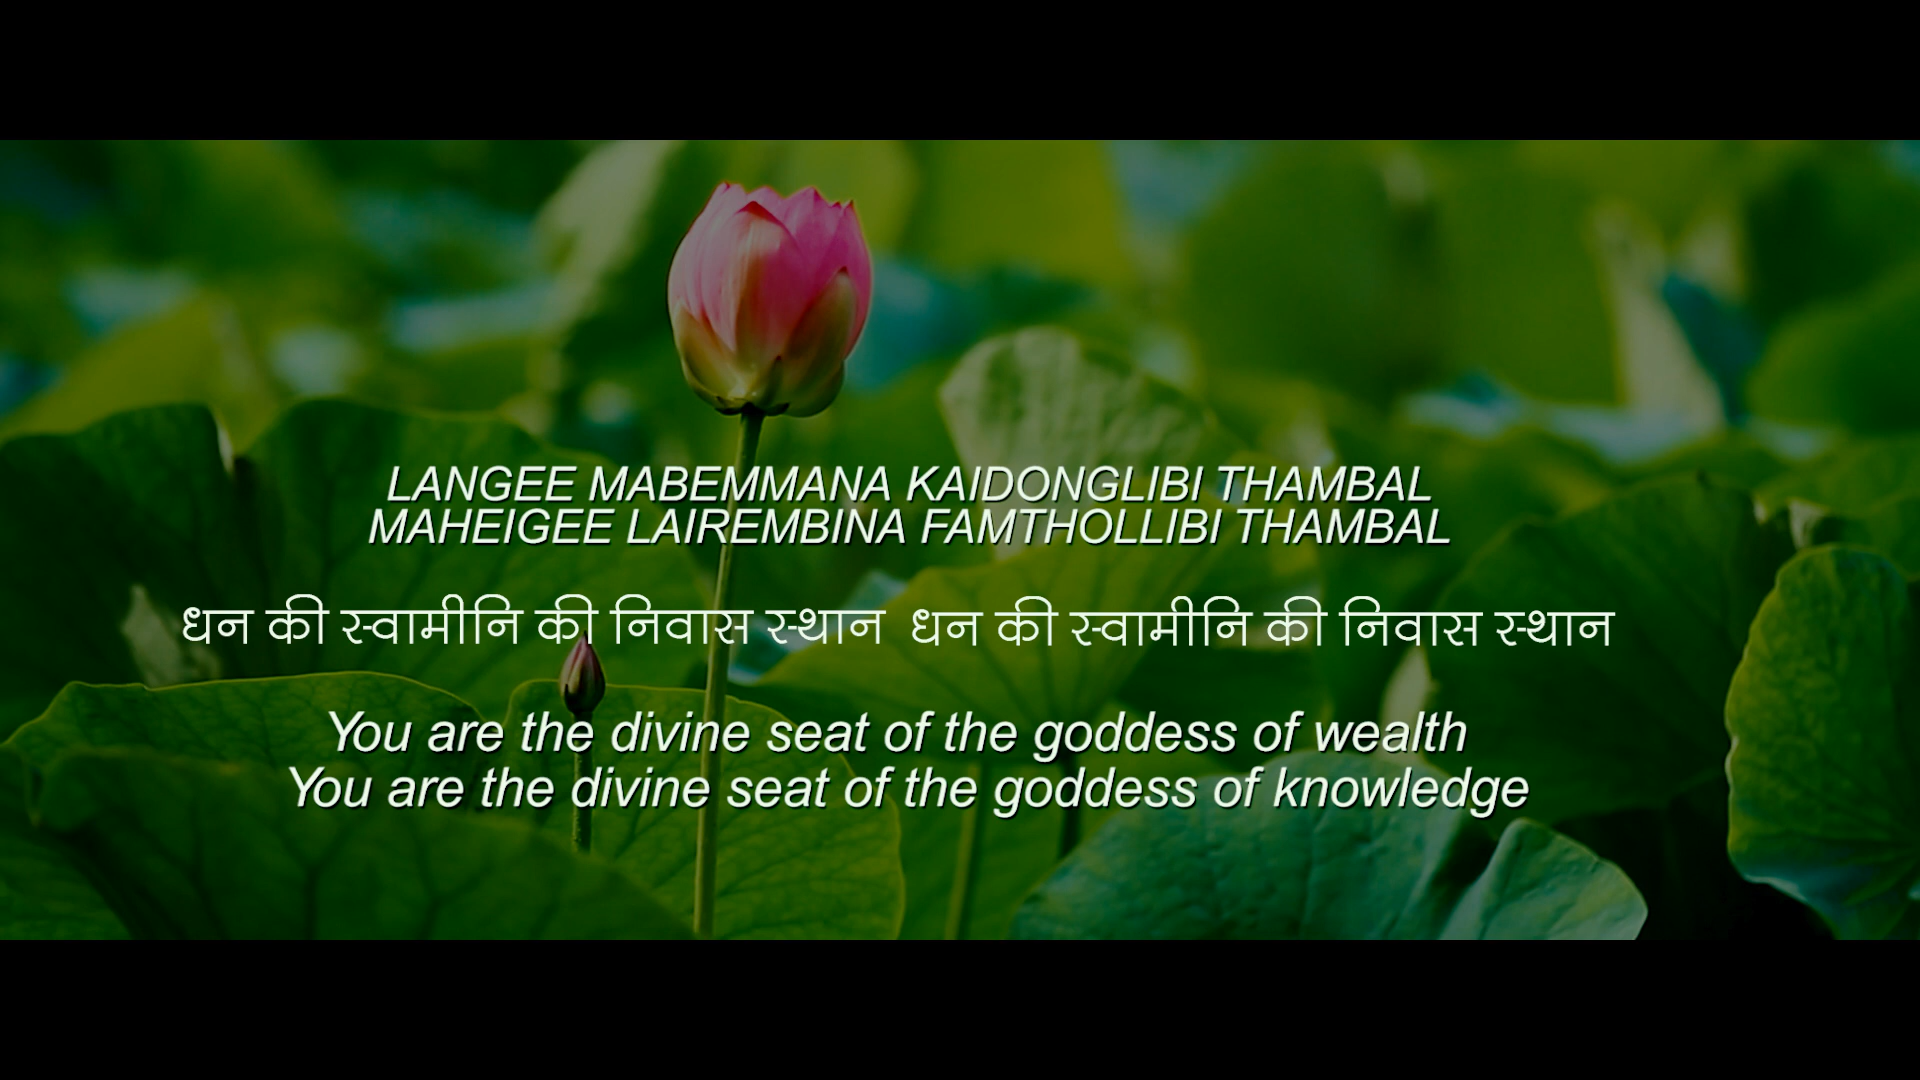 LANGEE MABEMMANA KAIDONGLIBI THAMBAL
MAHEIGEE LAIREMBINA FAMTHOLLIBI THAMBAL
धन की स्वामीनि की निवास स्थान धन की स्वामीनि की निवास स्थान
You are the divine seat of the goddess of wealth
You are the divine seat of the goddess of knowledge